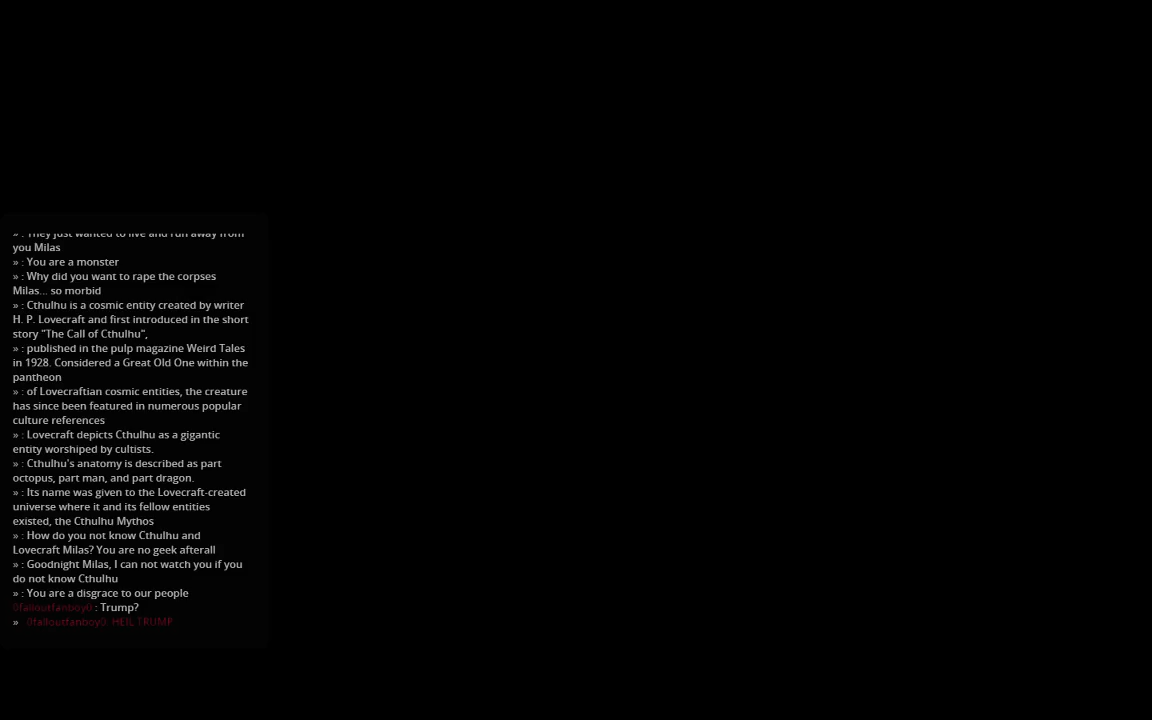 » : They just wanted to live and run away from
you Milas
» : You are a monster
» : Why did you want to rape the corpses
Milas... so morbid
» : Cthulhu is a cosmic entity created by writer
H. P. Lovecraft and first introduced in the short
story "The Call of Cthulhu",
» : published in the pulp magazine Weird Tales
in 1928. Considered a Great Old One within the
pantheon
» : of Lovecraftian cosmic entities, the creature
has since been featured in numerous popular
culture references
» : Lovecraft depicts Cthulhu as a gigantic
entity worshiped by cultists.
» : Cthulhu's anatomy is described as part
octopus, part man, and part dragon.
» : Its name was given to the Lovecraft-created
universe where it and its fellow entities
existed, the Cthulhu Mythos
» : How do you not know Cthulhu and
Lovecraft Milas? You are no geek afterall
» : Goodnight Milas, I can not watch you if you
do not know Cthulhu
» : You are a disgrace to our people
0falloutfanboy0 : Trump?
» 0falloutfanboy0: HEIL TRUMP